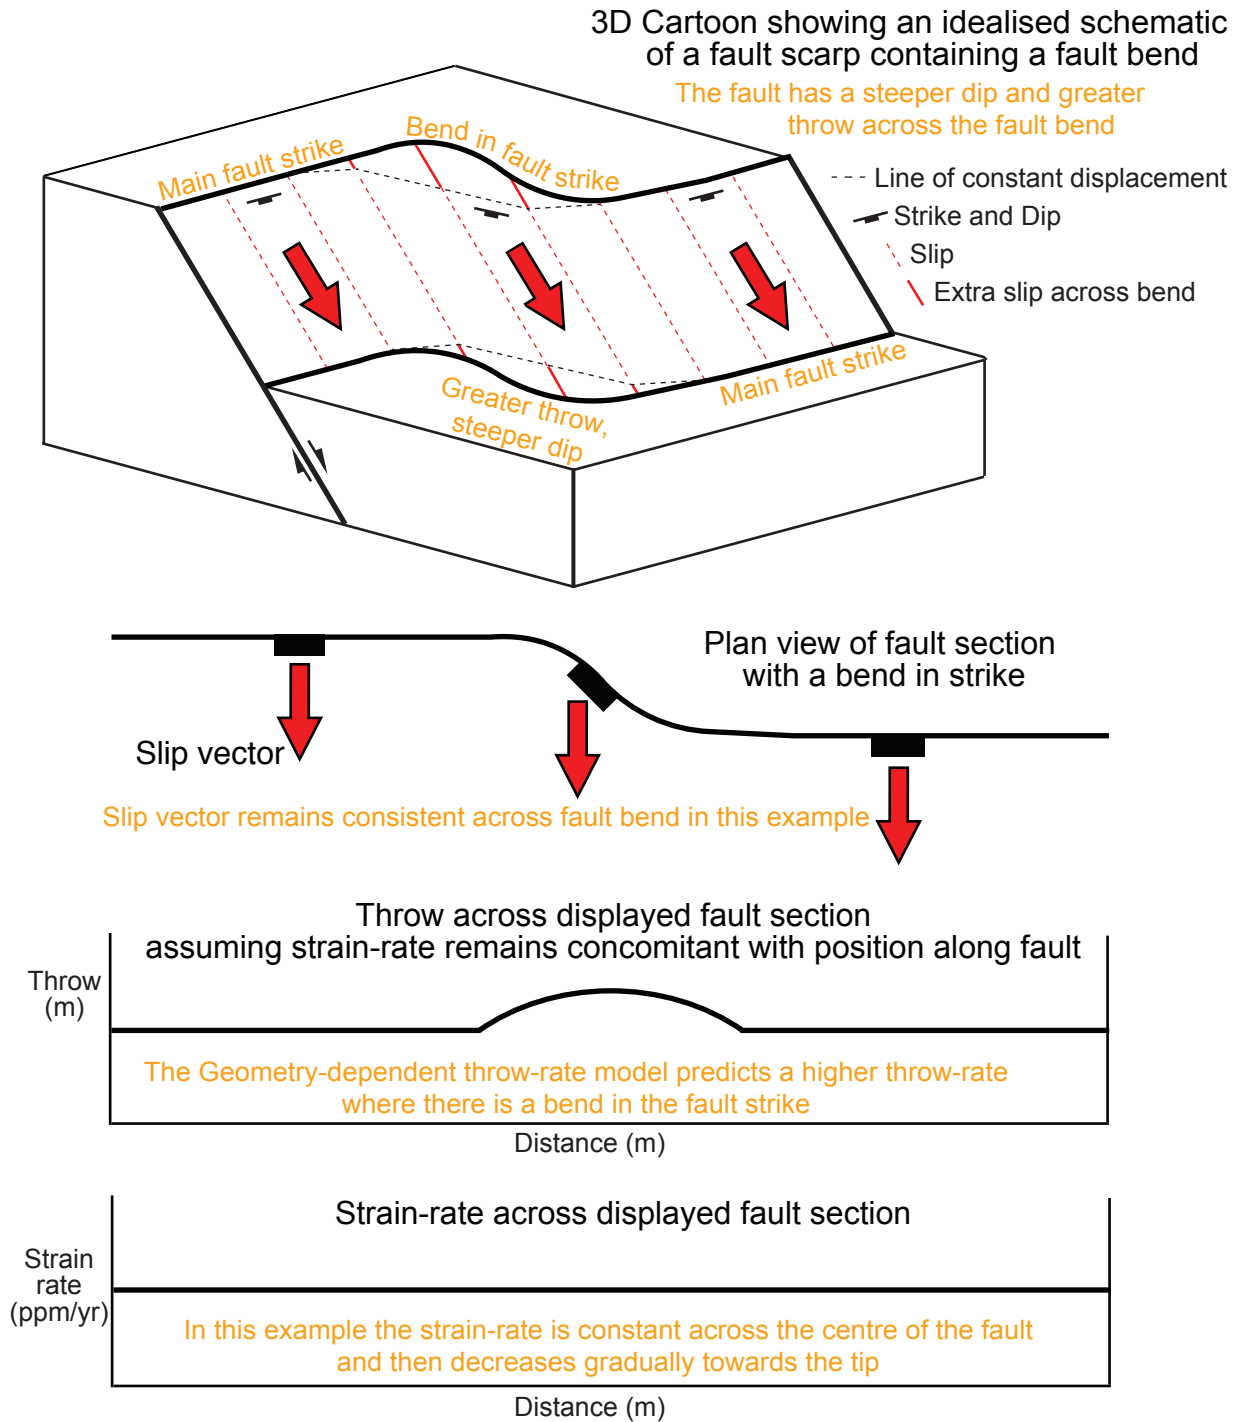 3D Cartoon showing an idealised schematic
of a fault scarp containing a fault bend
The fault has a steeper dip and greater
throw across the fault bend
Bend in fault strike
Main fault strike
Line of constant displacement
Strike and Dip
Slip
Extra slip across bend
Main fault strike
Greater throw,
steeper dip
Plan view of fault section
with a bend in strike
Slip vector
Slip vector remains consistent across fault bend in this example
Throw across displayed fault section
assuming strain-rate remains concomitant with position along fault
Throw
(m)
The Geometry-dependent throw-rate model predicts a higher throw-rate
where there is a bend in the fault strike
Distance (m)
Strain-rate across displayed fault section
Strain
rate
(ppm/yr)
In this example the strain-rate is constant across the centre of the fault
and then decreases gradually towards the tip
Distance (m)